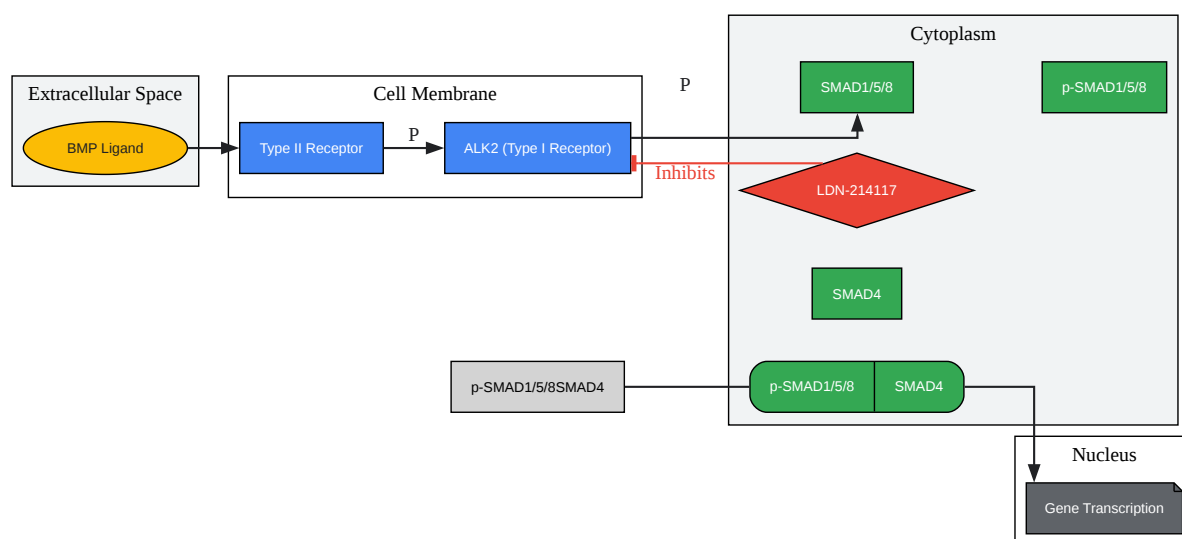 Cytoplasm
Extracellular Space
Cell Membrane
P
SMAD1/5/8
p-SMAD1/5/8
BMP Ligand
Type II Receptor
P
ALK2 (Type I Receptor)
Inhibits
LDN-214117
SMAD4
p-SMAD1/5/8SMAD4
p-SMAD1/5/8
SMAD4
Nucleus
Gene Transcription